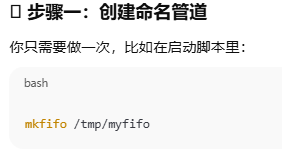 步骤一：创建命名管道
你只需要做一次，比如在启动脚本里：
bash
mkfifo /tmp/myfifo